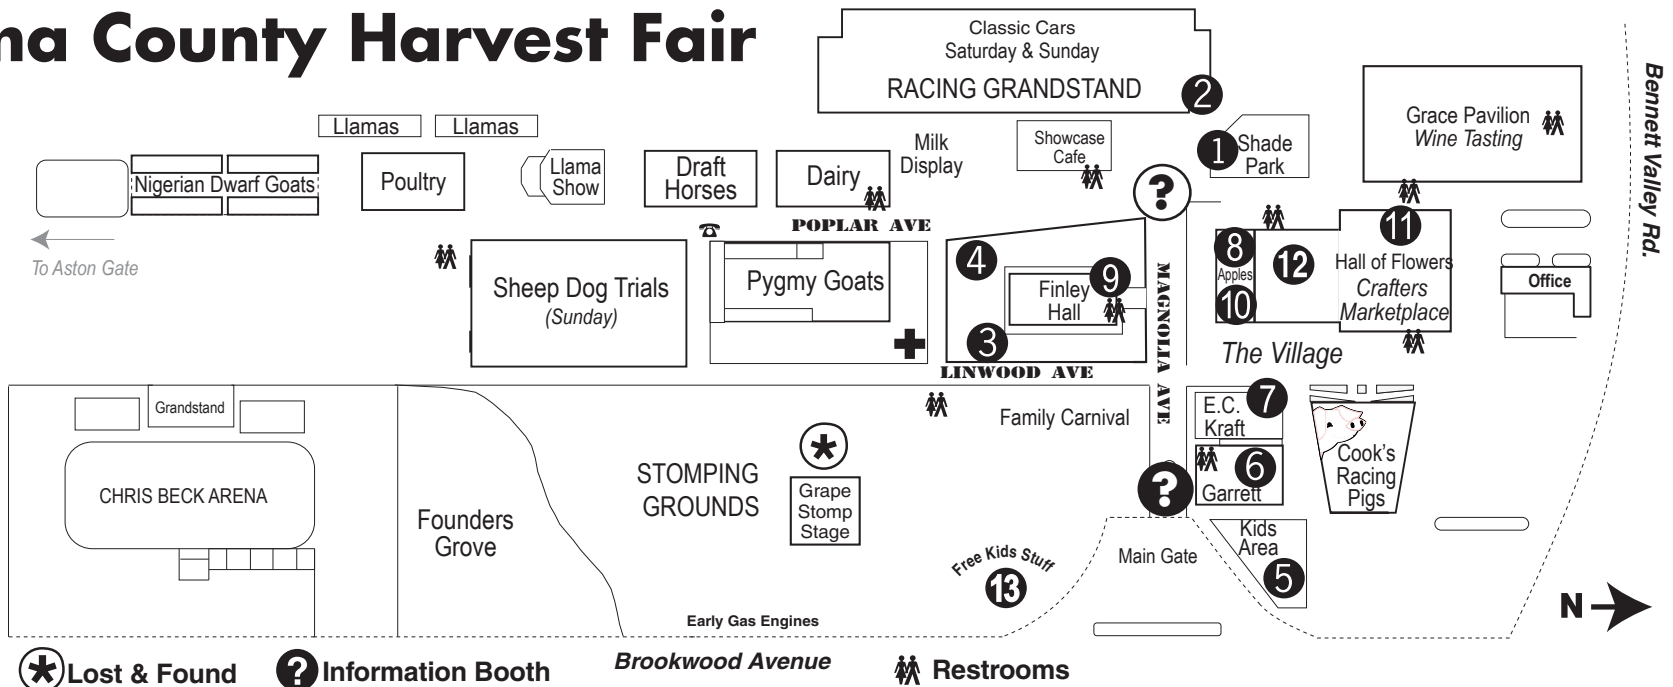 ma County Harvest Fair
Classic Cars
Saturday & Sunday
RACING GRANDSTAND
2
Bennett Valley Rd.
Llamas
Llamas
Grace Pavilion
Wine Tasting
Milk
Display
Showcase
Cafe
1
Shade
Park
Nigerian Dwarf Goats
Poultry
Llama
Show
Draft
Horses
Dairy
?
POPLAR AVE
To Aston Gate
Sheep Dog Trials
(Sunday)
Pygmy Goats
4
Finley
Hall
9
3
MAGNOLIA AVE
8
Apples
10
12
11
Hall of Flowers
Crafters
Marketplace
Office
The Village
LINWOOD AVE
Grandstand
CHRIS BECK ARENA
Founders
Grove
STOMPING
GROUNDS
*
Grape
Stomp
Stage
Family Carnival
E.C.
Kraft
7
6
Garrett
Cook's
Racing
Pigs
?
Main Gate
Kids
Area
5
Free Kids Stuff
13
N
Early Gas Engines
* Lost & Found
? Information Booth
Brookwood Avenue
Restrooms